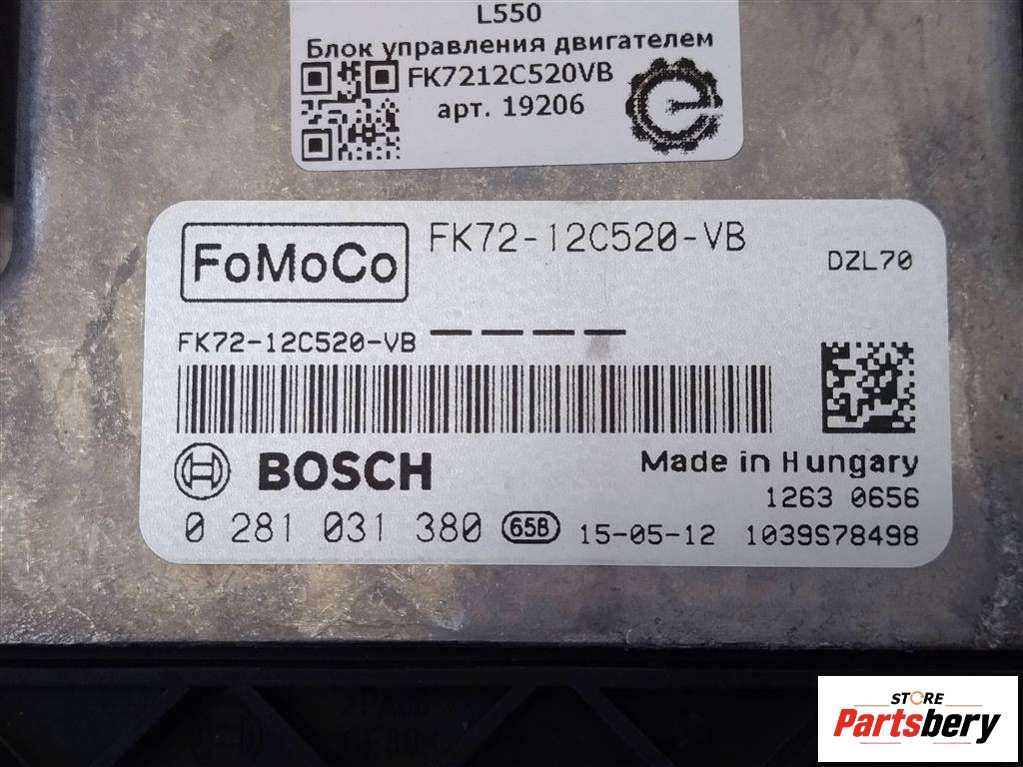 L550
Блок управления двигателем
FK7212C520VB
арт. 19206
FoMoCo
FK72-12C520-VB
DZL70
FK72-12C520-VB
BOSCH
Made in Hungary
1263 0656
0 281 031 380 65B 15-05-12 1039S78498
STORE
Partsbery